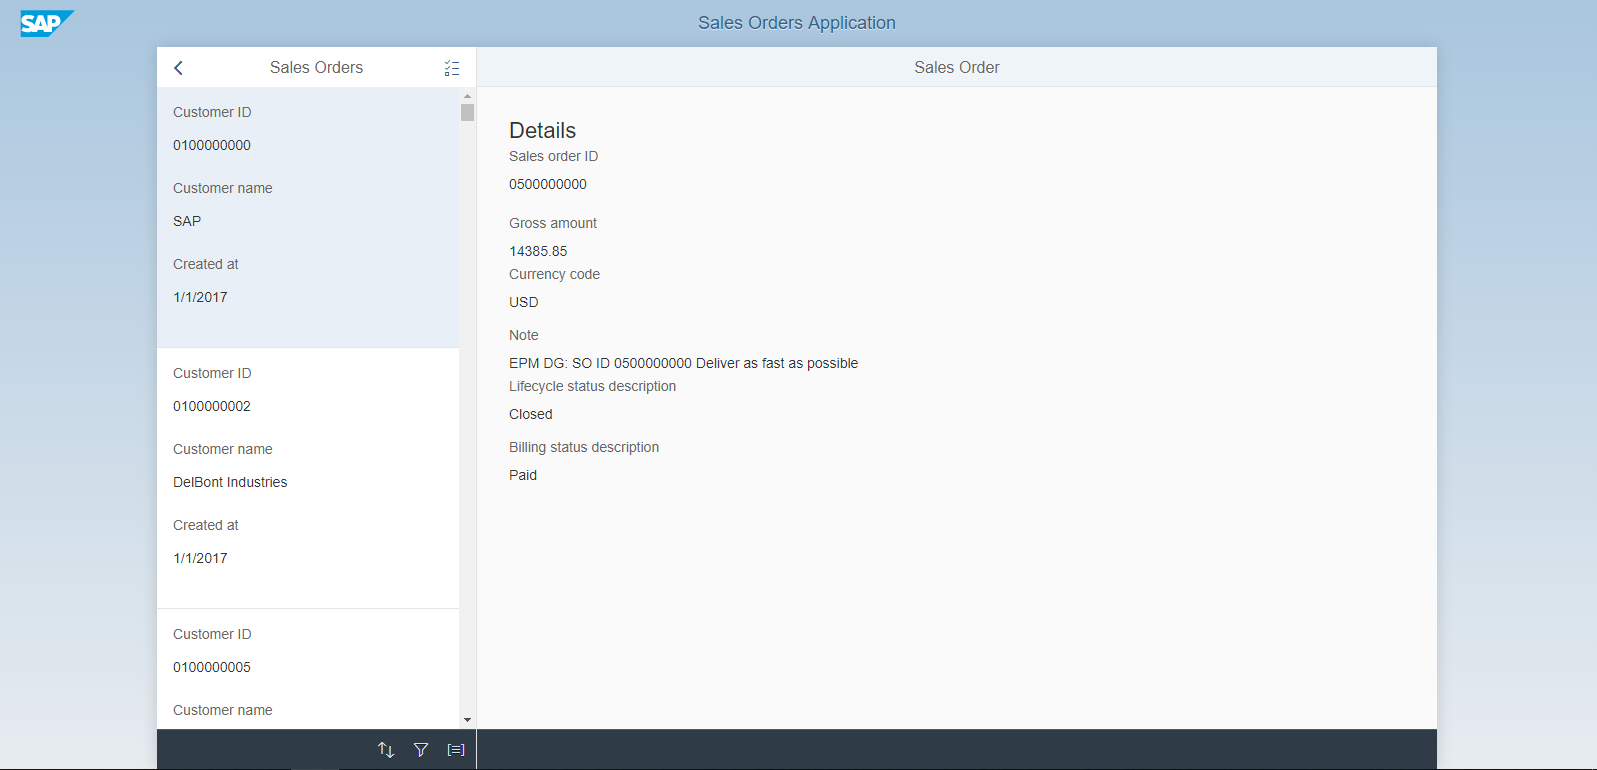 SAP
Sales Orders Application
Sales Orders
Customer ID
0100000000
Customer name
SAP
Created at
1/1/2017
Customer ID
0100000002
Customer name
DelBont Industries
Created at
1/1/2017
Customer ID
0100000005
Customer name
Sales Order
Details
Sales order ID
0500000000
Gross amount
14385.85
Currency code
USD
Note
EPM DG: SO ID 0500000000 Deliver as fast as possible
Lifecycle status description
Closed
Billing status description
Paid